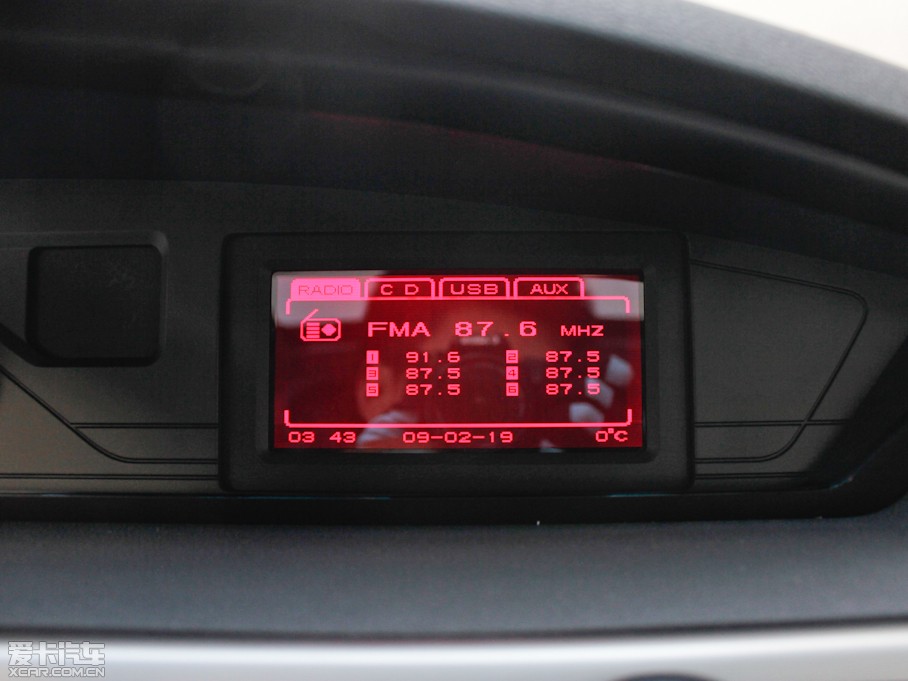 RADIO C D USB AUX
FMA 87.6 MHZ
1 91.6 2 87.5
3 87.5 4 87.5
5 87.5 6 87.5
03 43 09-02-19 0°C
爱卡汽车
XCAR.COM.CN